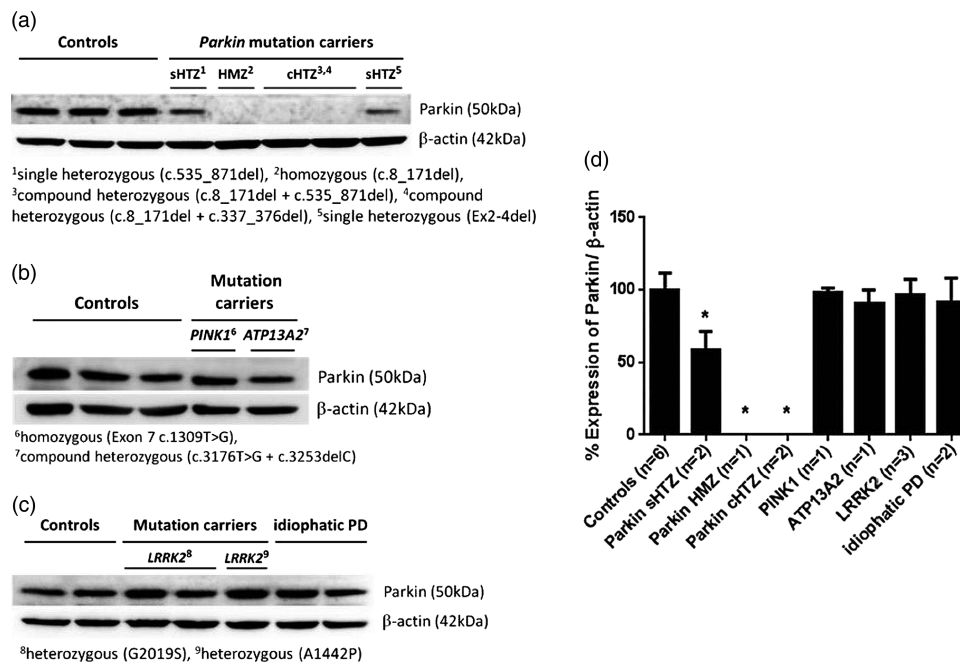 (a)
Controls
Parkin mutation carriers
sHTZ¹ HMZ² cHTZ³,⁴ sHTZ⁵
Parkin (50kDa)
β-actin (42kDa)
¹single heterozygous (c.535_871del), ²homozygous (c.8_171del),
³compound heterozygous (c.8_171del + c.535_871del), ⁴compound
heterozygous (c.8_171del + c.337_376del), ⁵single heterozygous (Ex2-4del)
(b)
Controls
Mutation
carriers
PINK1⁶ ATP13A2⁷
Parkin (50kDa)
β-actin (42kDa)
⁶homozygous (Exon 7 c.1309T>G),
⁷compound heterozygous (c.3176T>G + c.3253delC)
(c)
Controls
Mutation carriers
idiophatic PD
LRRK2⁸ LRRK2⁹
Parkin (50kDa)
β-actin (42kDa)
⁸heterozygous (G2019S), ⁹heterozygous (A1442P)
(d)
% Expression of Parkin/ β-actin
150
100
50
0
*
*
*
Controls (n=6)
Parkin sHTZ (n=2)
Parkin HMZ (n=1)
Parkin cHTZ (n=2)
PINK1 (n=1)
ATP13A2 (n=1)
LRRK2 (n=3)
idiophatic PD (n=2)